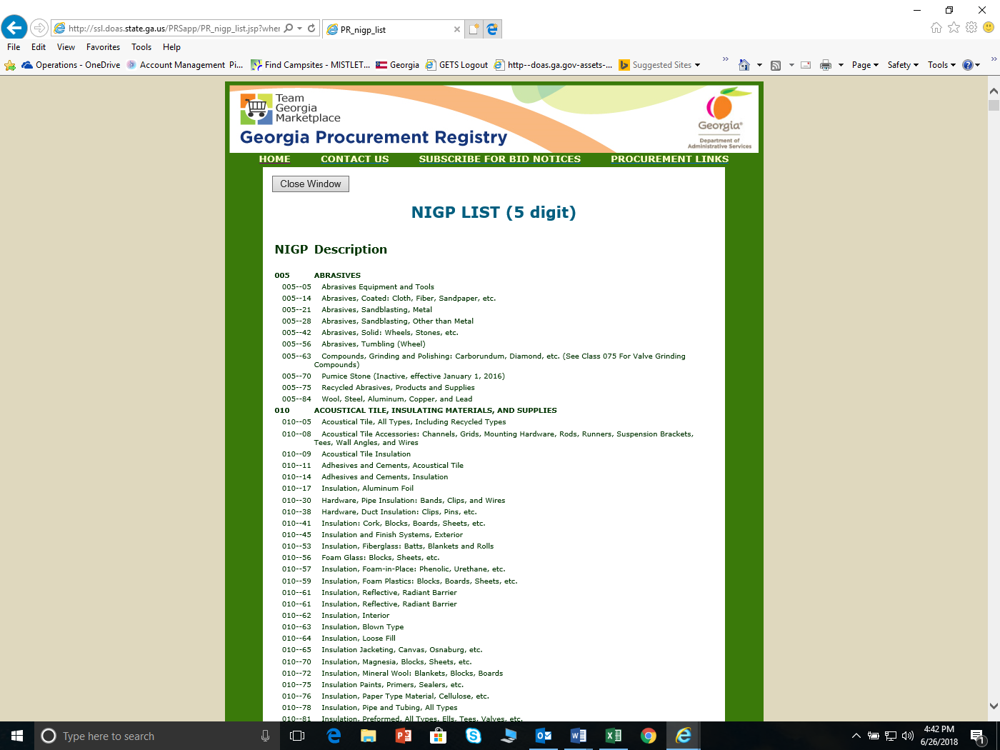 http://ssl.doas.state.ga.us/PRSapp/PR_nigp_list.jsp?wher
PR_nigp_list
File Edit View Favorites Tools Help
Operations - OneDrive Account Management Pi... Find Campsites - MISTLET... Georgia GETS Logout http--doas.ga.gov-assets-... Suggested Sites Page Safety Tools
Team
Georgia
Marketplace
Georgia Procurement Registry
Georgia®
Department of
Administrative Services
HOME CONTACT US SUBSCRIBE FOR BID NOTICES PROCUREMENT LINKS
Close Window
NIGP LIST (5 digit)
NIGP Description
005 ABRASIVES
005--05 Abrasives Equipment and Tools
005--14 Abrasives, Coated: Cloth, Fiber, Sandpaper, etc.
005--21 Abrasives, Sandblasting, Metal
005--28 Abrasives, Sandblasting, Other than Metal
005--42 Abrasives, Solid: Wheels, Stones, etc.
005--56 Abrasives, Tumbling (Wheel)
005--63 Compounds, Grinding and Polishing: Carborundum, Diamond, etc. (See Class 075 For Valve Grinding
Compounds)
005--70 Pumice Stone (Inactive, effective January 1, 2016)
005--75 Recycled Abrasives, Products and Supplies
005--84 Wool, Steel, Aluminum, Copper, and Lead
010 ACOUSTICAL TILE, INSULATING MATERIALS, AND SUPPLIES
010--05 Acoustical Tile, All Types, Including Recycled Types
010--08 Acoustical Tile Accessories: Channels, Grids, Mounting Hardware, Rods, Runners, Suspension Brackets,
Tees, Wall Angles, and Wires
010--09 Acoustical Tile Insulation
010--11 Adhesives and Cements, Acoustical Tile
010--14 Adhesives and Cements, Insulation
010--17 Insulation, Aluminum Foil
010--30 Hardware, Pipe Insulation: Bands, Clips, and Wires
010--38 Hardware, Duct Insulation: Clips, Pins, etc.
010--41 Insulation: Cork, Blocks, Boards, Sheets, etc.
010--45 Insulation and Finish Systems, Exterior
010--53 Insulation, Fiberglass: Batts, Blankets and Rolls
010--56 Foam Glass: Blocks, Sheets, etc.
010--57 Insulation, Foam-in-Place: Phenolic, Urethane, etc.
010--59 Insulation, Foam Plastics: Blocks, Boards, Sheets, etc.
010--61 Insulation, Reflective, Radiant Barrier
010--61 Insulation, Reflective, Radiant Barrier
010--62 Insulation, Interior
010--63 Insulation, Blown Type
010--64 Insulation, Loose Fill
010--65 Insulation Jacketing, Canvas, Osnaburg, etc.
010--70 Insulation, Magnesia, Blocks, Sheets, etc.
010--72 Insulation, Mineral Wool: Blankets, Blocks, Boards
010--75 Insulation Paints, Primers, Sealers, etc.
010--76 Insulation, Paper Type Material, Cellulose, etc.
010--78 Insulation, Pipe and Tubing, All Types
010--81 Insulation, Preformed, All Types, Ells, Tees, Valves, etc.
Type here to search
4:42 PM
6/26/2018
1